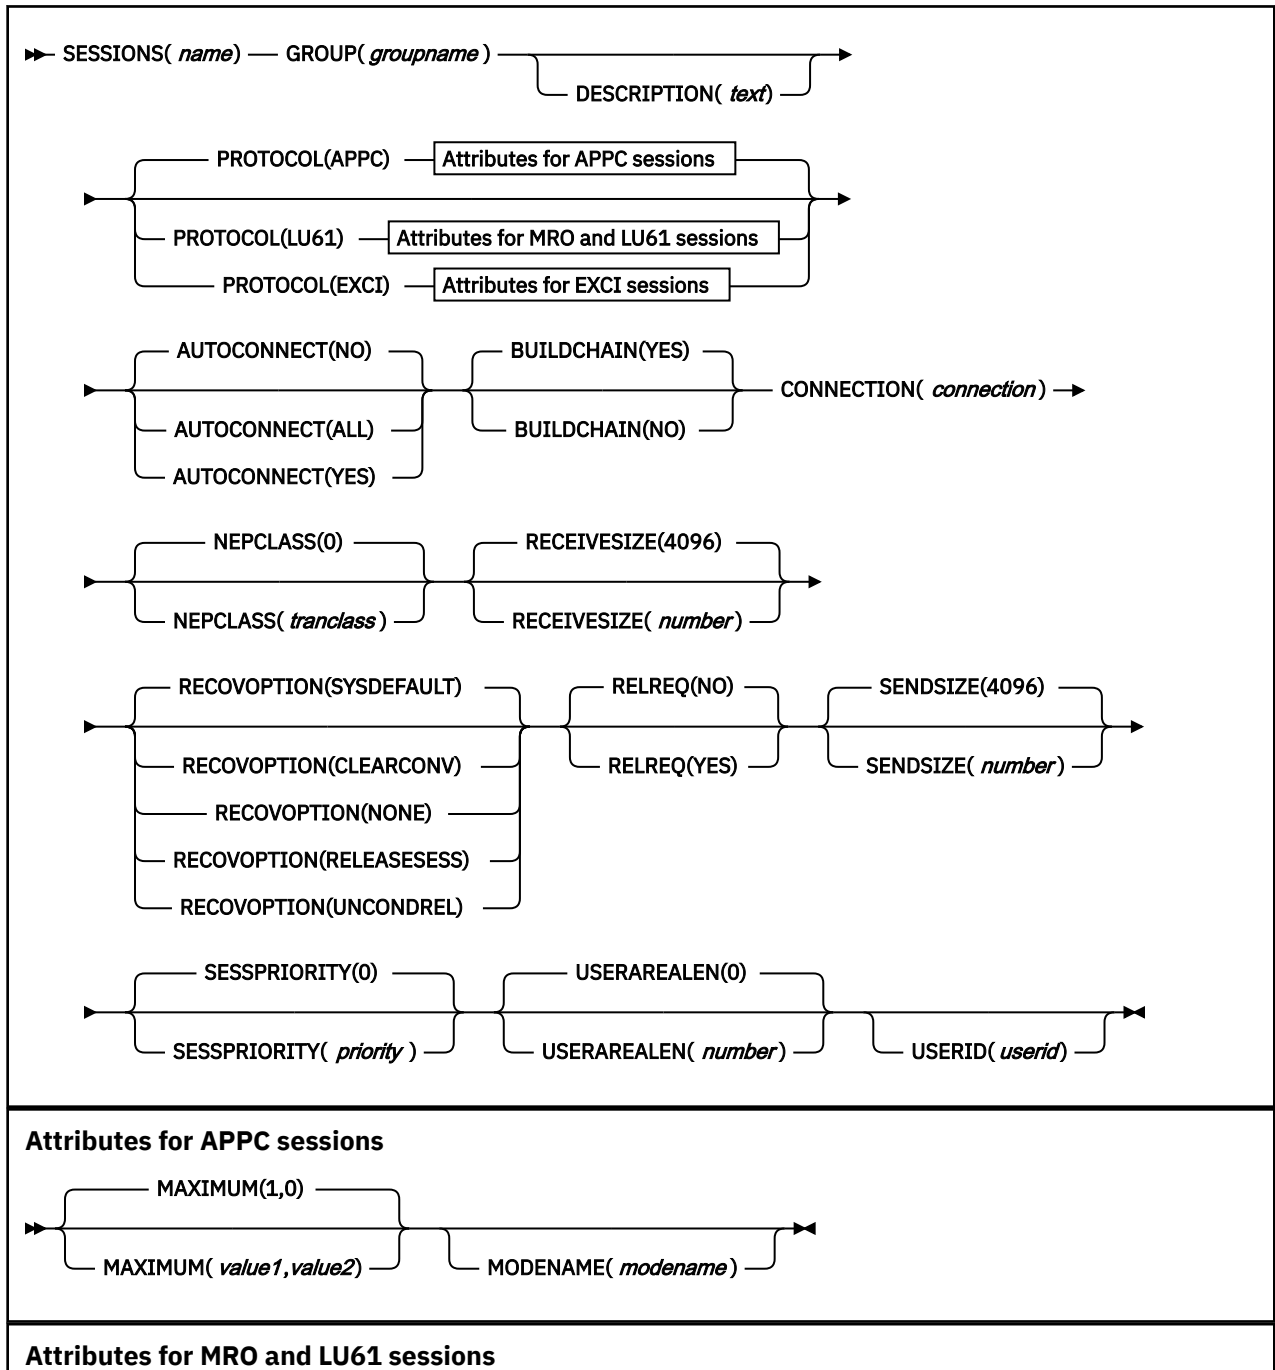 SESSIONS( name) GROUP( groupname )
DESCRIPTION( text)
PROTOCOL(APPC) Attributes for APPC sessions
PROTOCOL(LU61) Attributes for MRO and LU61 sessions
PROTOCOL(EXCI) Attributes for EXCI sessions
AUTOCONNECT(NO) BUILDCHAIN(YES)
CONNECTION( connection )
AUTOCONNECT(ALL) BUILDCHAIN(NO)
AUTOCONNECT(YES)
NEPCLASS(0) RECEIVESIZE(4096)
NEPCLASS( tranclass ) RECEIVESIZE( number )
RECOVOPTION(SYSDEFAULT) RELREQ(NO) SENDSIZE(4096)
RECOVOPTION(CLEARCONV) RELREQ(YES) SENDSIZE( number )
RECOVOPTION(NONE)
RECOVOPTION(RELEASESESS)
RECOVOPTION(UNCONDREL)
SESSPRIORITY(0) USERAREALEN(0)
SESSPRIORITY( priority ) USERAREALEN( number ) USERID( userid)
Attributes for APPC sessions
MAXIMUM(1,0)
MAXIMUM( value1,value2) MODENAME( modename )
Attributes for MRO and LU61 sessions